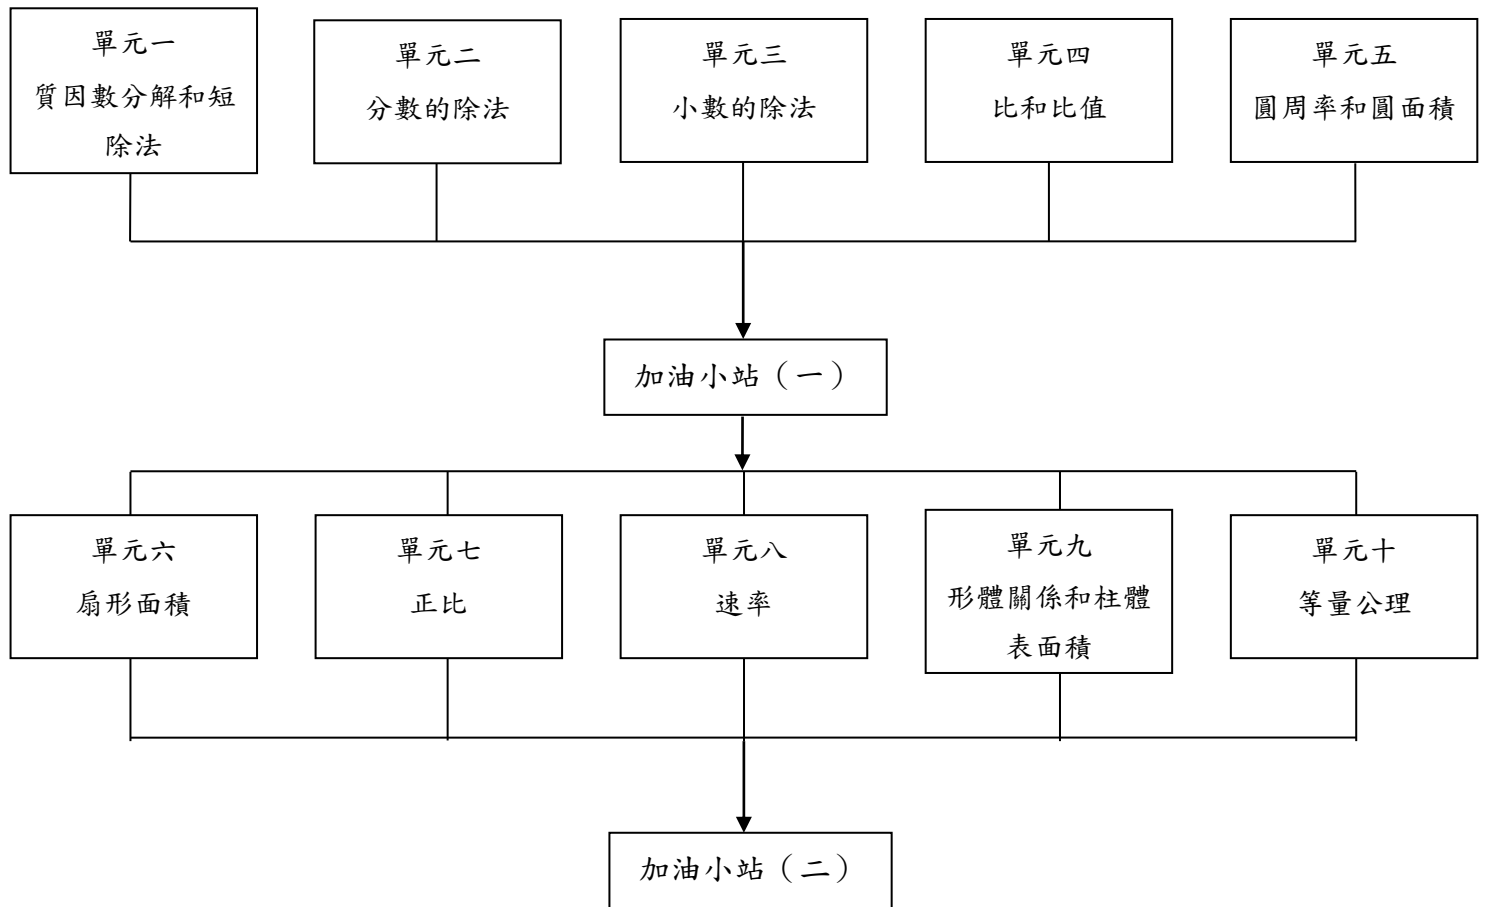 單元一
質因數分解和短
除法
單元二
分數的除法
單元三
小數的除法
單元四
比和比值
單元五
圓周率和圓面積
加油小站（一）
單元六
扇形面積
單元七
正比
單元八
速率
單元九
形體關係和柱體
表面積
單元十
等量公理
加油小站（二）